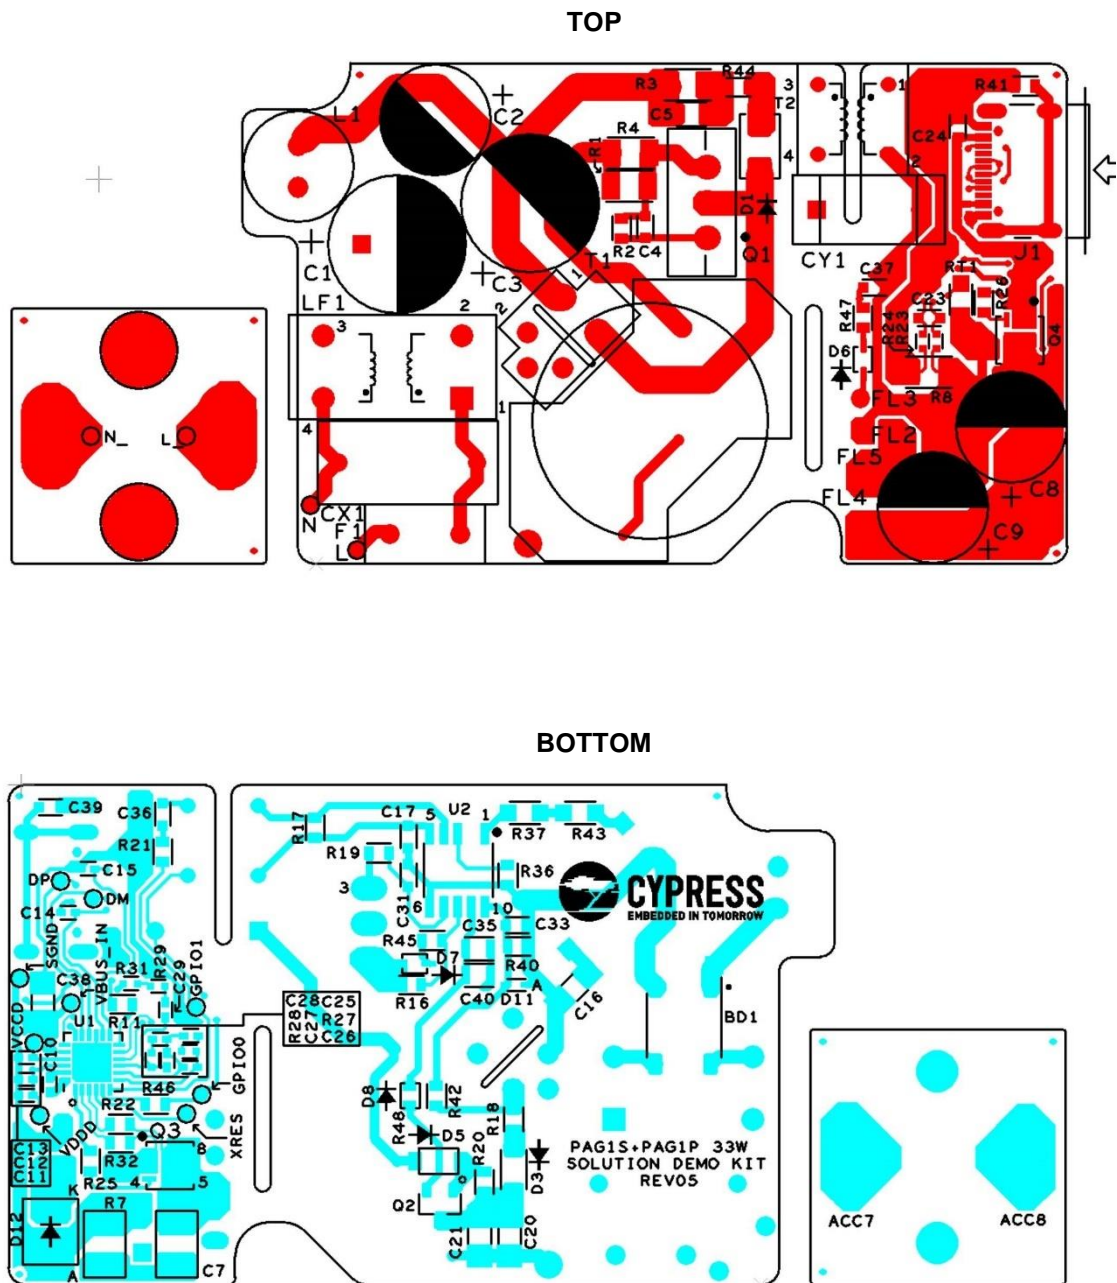 TOP
L1
C2
R3
R44
C5
T2
3
4
1
2
R41
C24
R4
R1
R2
C4
D1
Q1
CY1
J1
C1
C3
T1
1
2
LF1
3
2
4
1
C37
RT1
R26
R47
R24
R23
C23
Q4
D6
R8
FL3
FL2
FL5
FL4
C8
C9
N_
L_
N
CX1
F1
L
BOTTOM
C39
C36
R21
C15
DP
DM
C14
SGND
VBUS_IN
R17
R19
C17
5
U2
1
R37
R43
3
C31
6
10
R36
CYPRESS
EMBEDDED IN TOMORROW
C35
C33
R45
D7
R40
R16
C40
D11
A
C16
R31
R29
C29
GPIO1
C38
VCCD
C10
U1
R11
C28
C25
R28
C27
R27
C26
BD1
R46
GPIO0
R22
XRES
VDDD
Q3
8
R32
C13
C12
C11
R25
4
5
K
R7
D12
A
C7
D8
R48
R42
D5
R18
R20
D3
Q2
C21
C20
PAG1S+PAG1P 33W
SOLUTION DEMO KIT
REV05
ACC7
ACC8